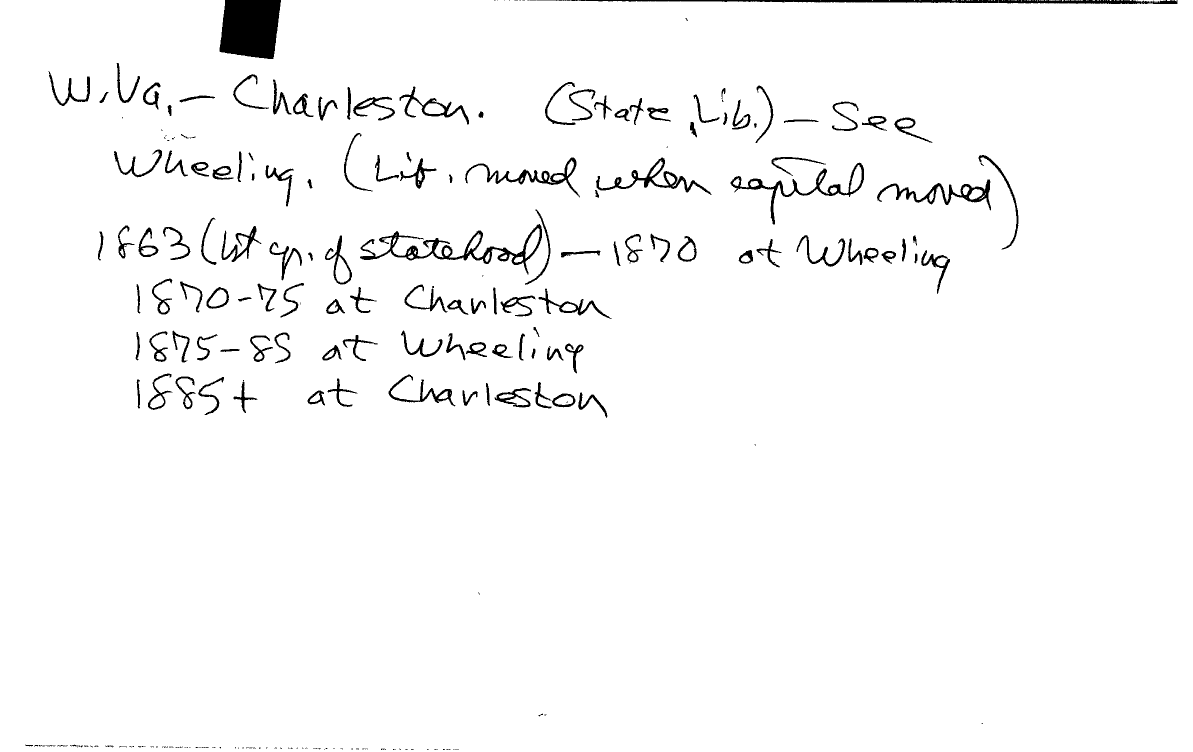 W.Va. — Charleston. (State Lib.) — See
Wheeling. (Lib. moved when capital moved)
1863 (1st yr. of statehood) — 1870 at Wheeling
1870-75 at Charleston
1875-85 at Wheeling
1885+ at Charleston